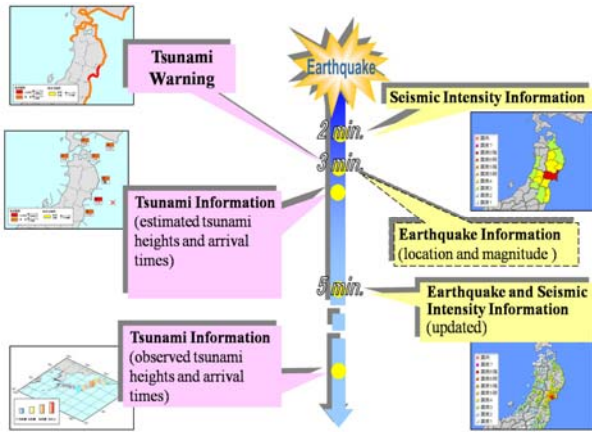 Tsunami
Warning
Earthquake
Seismic Intensity Information
2 min.
3 min.
Tsunami Information
(estimated tsunami
heights and arrival
times)
Earthquake Information
(location and magnitude )
5 min.
Earthquake and Seismic
Intensity Information
(updated)
Tsunami Information
(observed tsunami
heights and arrival
times)